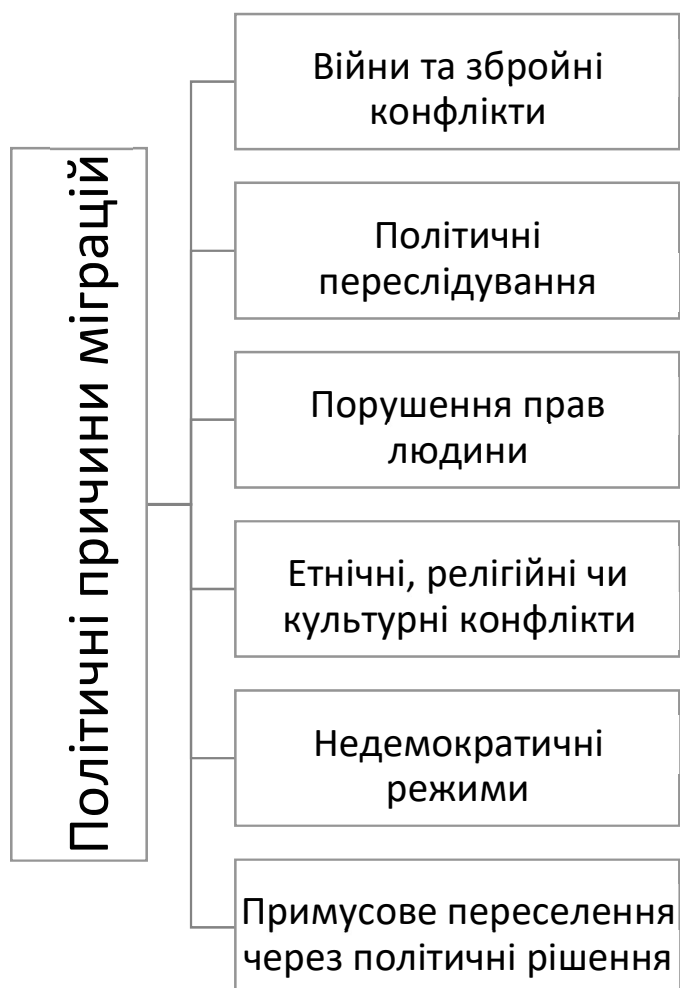 Політичні причини міграцій
Війни та збройні
конфлікти
Політичні
переслідування
Порушення прав
людини
Етнічні, релігійні чи
культурні конфлікти
Недемократичні
режими
Примусове переселення
через політичні рішення